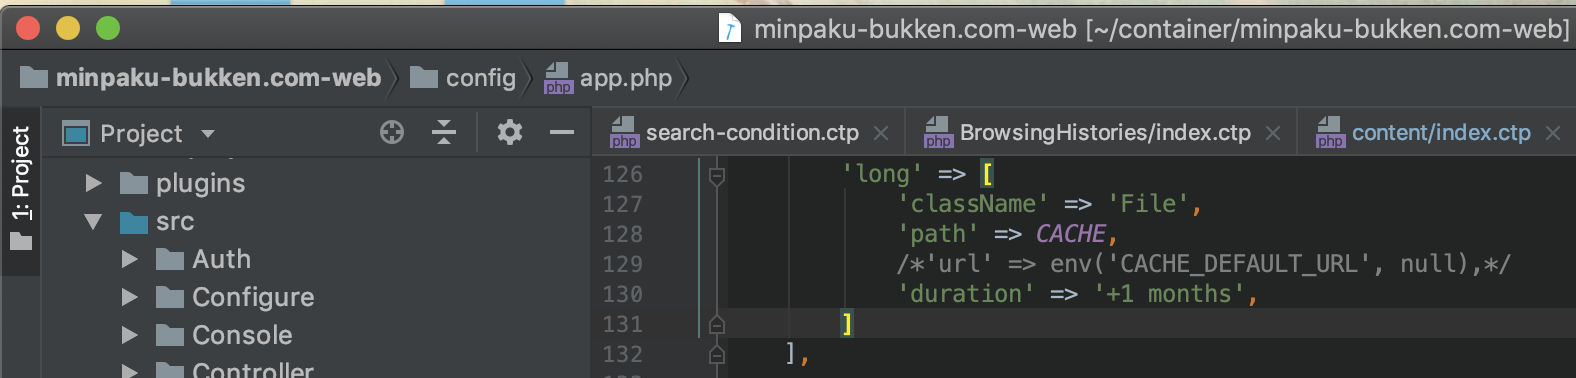 minpaku-bukken.com-web [~/container/minpaku-bukken.com-web]
minpaku-bukken.com-web config php app.php
1: Project
Project
plugins
src
Auth
Configure
Console
Controller
php search-condition.ctp php BrowsingHistories/index.ctp php content/index.ctp
126 'long' => [
127 'className' => 'File',
128 'path' => CACHE,
129 /*'url' => env('CACHE_DEFAULT_URL', null),*/
130 'duration' => '+1 months',
131 ]
132 ],